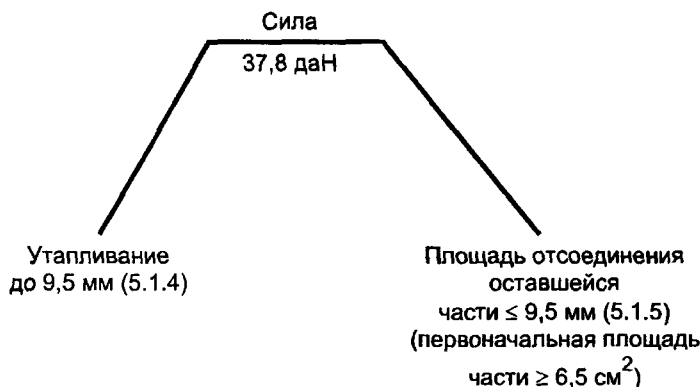 Сила
37,8 даН
Утапливание
до 9,5 мм (5.1.4)
Площадь отсоединения
оставшейся
части ≤ 9,5 мм (5.1.5)
(первоначальная площадь
части ≥ 6,5 см²)